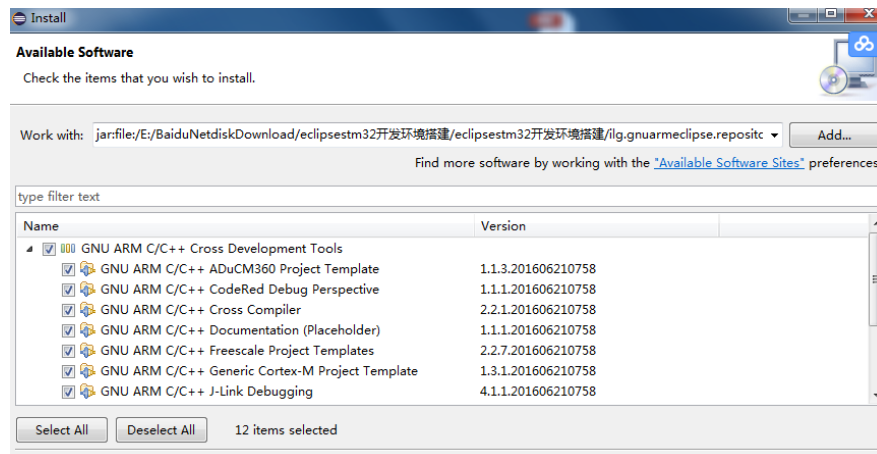 Install
Available Software
Check the items that you wish to install.
Work with: jar:file:/E:/BaiduNetdiskDownload/eclipsestm32开发环境搭建/eclipsestm32开发环境搭建/ilg.gnuarmeclipse.repositc Add...
Find more software by working with the "Available Software Sites" preferences
type filter text
Name Version
GNU ARM C/C++ Cross Development Tools
GNU ARM C/C++ ADuCM360 Project Template 1.1.3.201606210758
GNU ARM C/C++ CodeRed Debug Perspective 1.1.1.201606210758
GNU ARM C/C++ Cross Compiler 2.2.1.201606210758
GNU ARM C/C++ Documentation (Placeholder) 1.1.1.201606210758
GNU ARM C/C++ Freescale Project Templates 2.2.7.201606210758
GNU ARM C/C++ Generic Cortex-M Project Template 1.3.1.201606210758
GNU ARM C/C++ J-Link Debugging 4.1.1.201606210758
Select All Deselect All 12 items selected